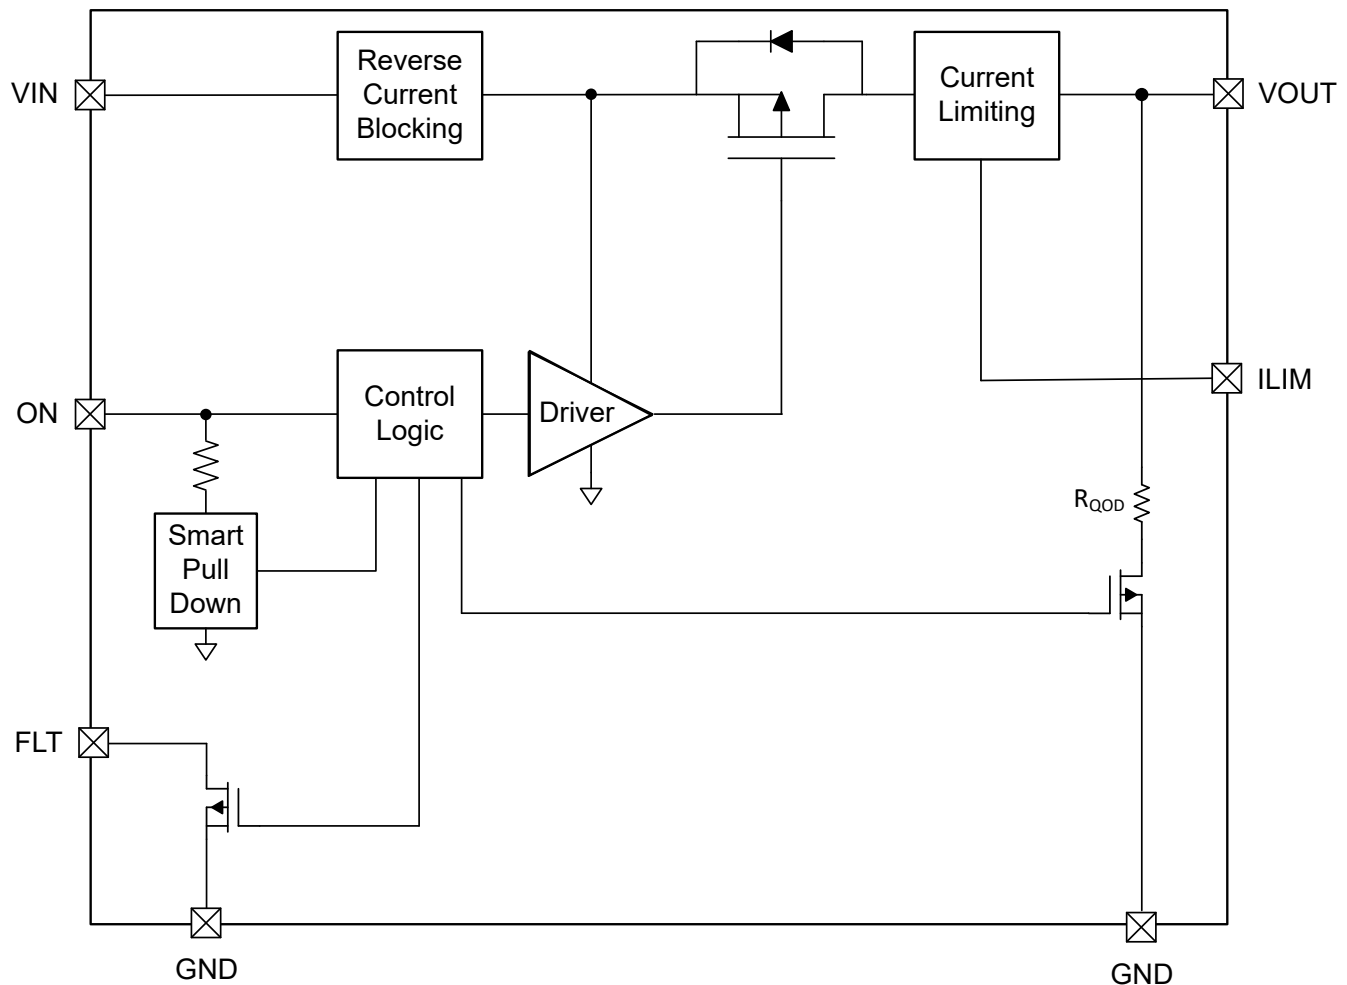 Reverse
Current
Blocking
Current
Limiting
VIN
VOUT
ILIM
ON
Control
Logic
Driver
RQOD
Smart
Pull
Down
FLT
GND
GND